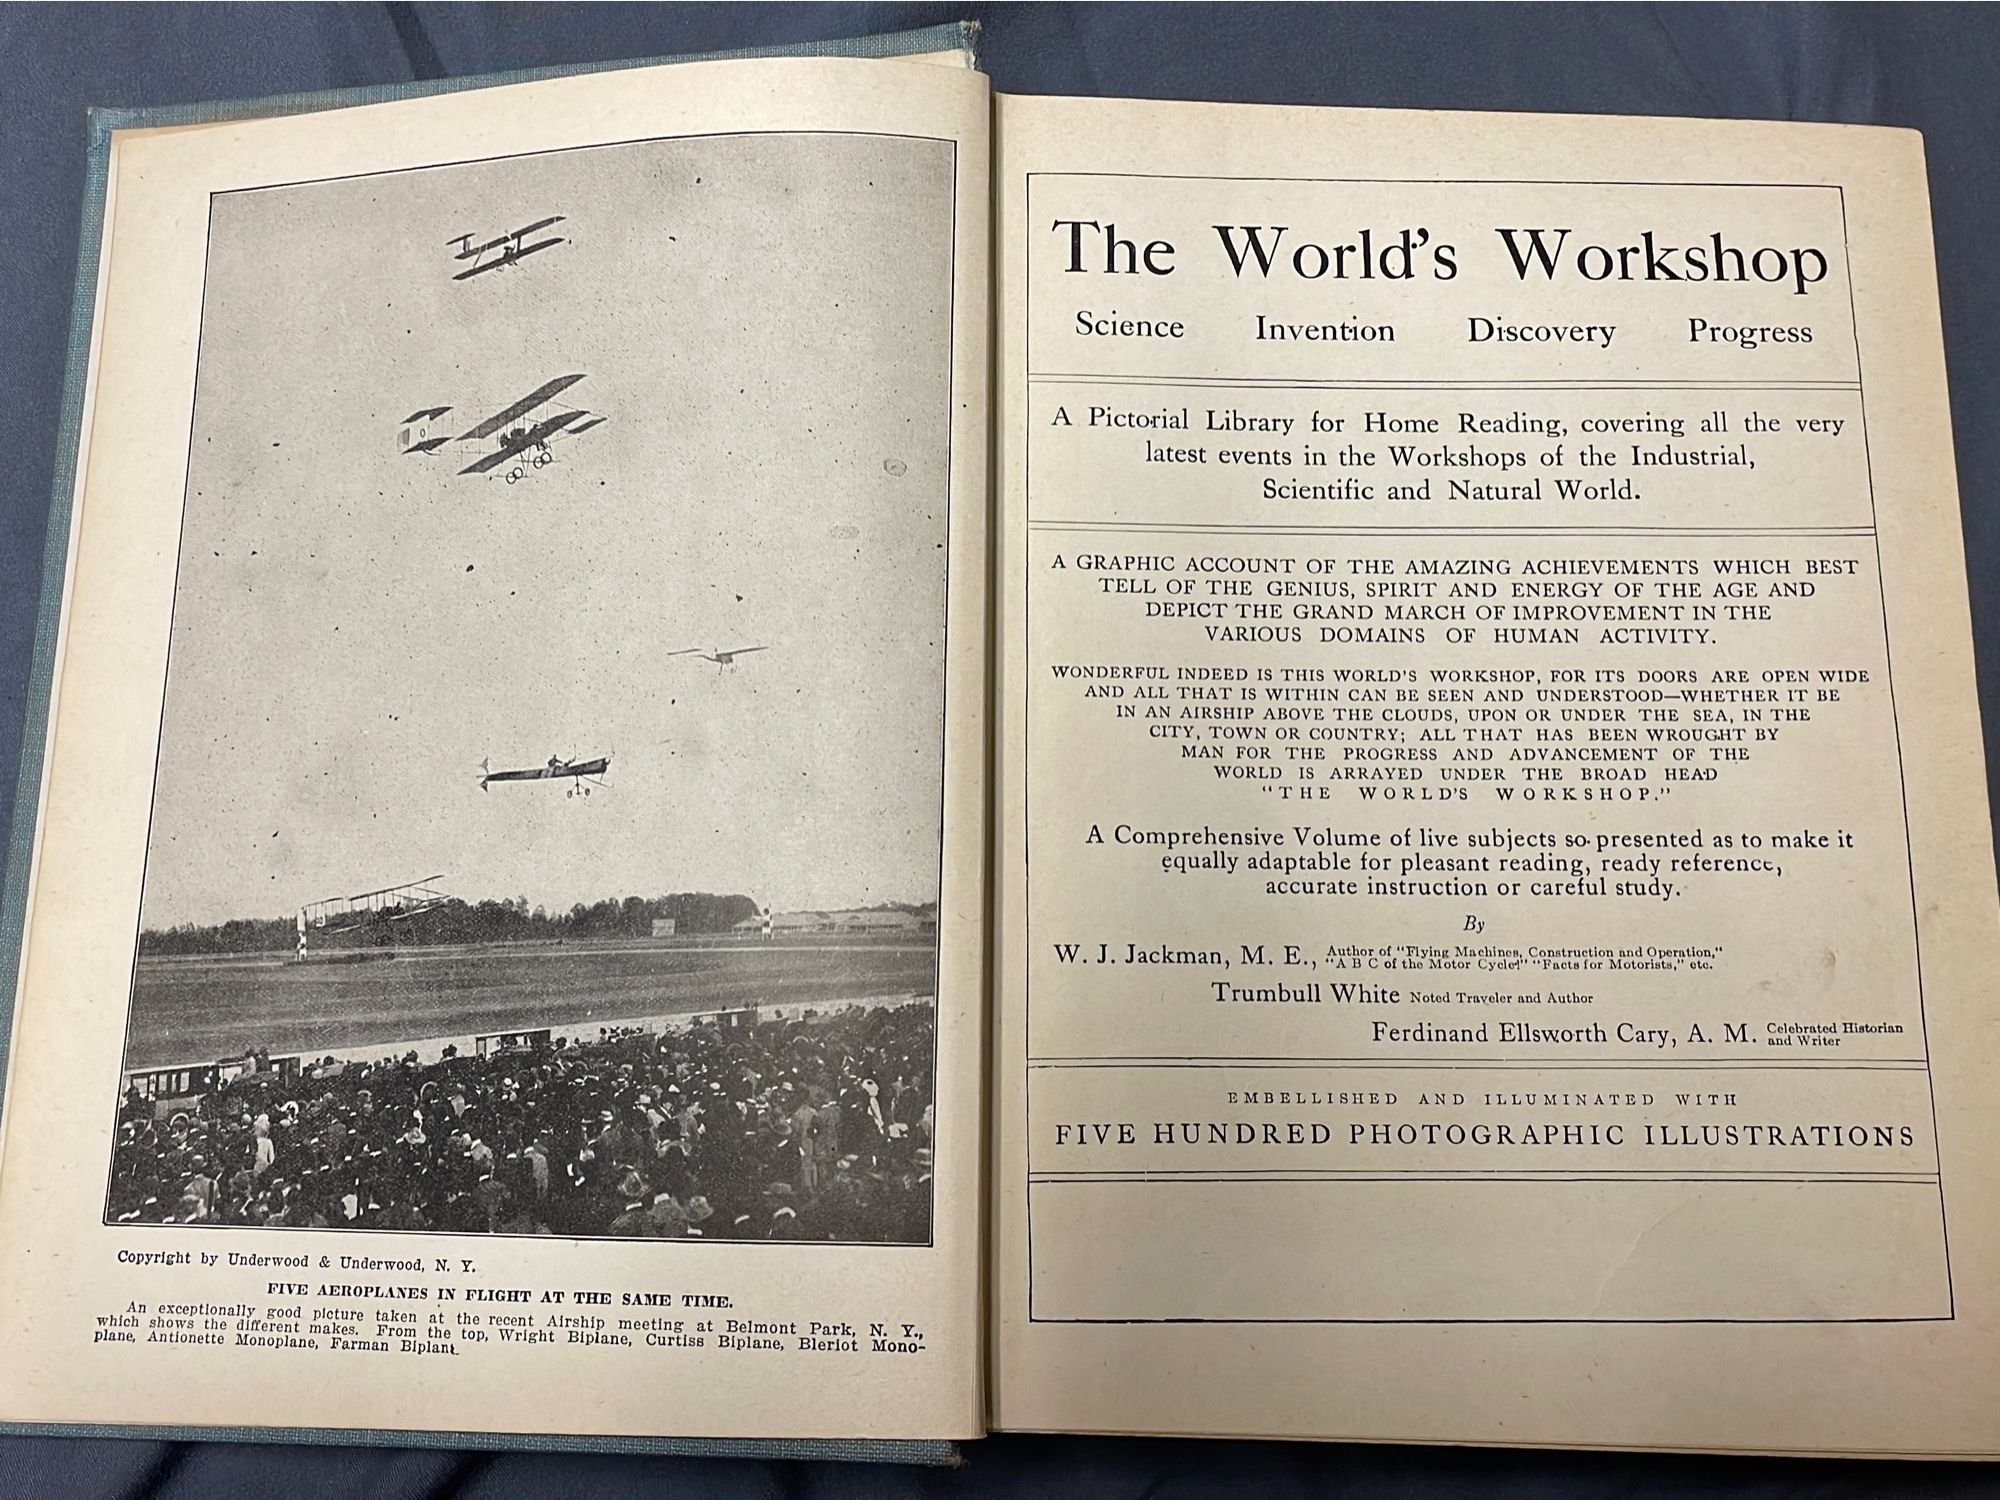 Copyright by Underwood & Underwood, N. Y.
FIVE AEROPLANES IN FLIGHT AT THE SAME TIME.
An exceptionally good picture taken at the recent Airship meeting at Belmont Park, N. Y.,
which shows the different makes. From the top, Wright Biplane, Curtiss Biplane, Bleriot Mono-
plane, Antionette Monoplane, Farman Biplant.
The World's Workshop
Science Invention Discovery Progress
A Pictorial Library for Home Reading, covering all the very
latest events in the Workshops of the Industrial,
Scientific and Natural World.
A GRAPHIC ACCOUNT OF THE AMAZING ACHIEVEMENTS WHICH BEST
TELL OF THE GENIUS, SPIRIT AND ENERGY OF THE AGE AND
DEPICT THE GRAND MARCH OF IMPROVEMENT IN THE
VARIOUS DOMAINS OF HUMAN ACTIVITY.
WONDERFUL INDEED IS THIS WORLD'S WORKSHOP, FOR ITS DOORS ARE OPEN WIDE
AND ALL THAT IS WITHIN CAN BE SEEN AND UNDERSTOOD—WHETHER IT BE
IN AN AIRSHIP ABOVE THE CLOUDS, UPON OR UNDER THE SEA, IN THE
CITY, TOWN OR COUNTRY; ALL THAT HAS BEEN WROUGHT BY
MAN FOR THE PROGRESS AND ADVANCEMENT OF THE
WORLD IS ARRAYED UNDER THE BROAD HEAD
"THE WORLD'S WORKSHOP."
A Comprehensive Volume of live subjects so presented as to make it
equally adaptable for pleasant reading, ready reference,
accurate instruction or careful study.
By
W. J. Jackman, M. E., Author of "Flying Machines, Construction and Operation,"
"A B C of the Motor Cycle" "Facts for Motorists," etc.
Trumbull White Noted Traveler and Author
Ferdinand Ellsworth Cary, A. M. Celebrated Historian
and Writer
EMBELLISHED AND ILLUMINATED WITH
FIVE HUNDRED PHOTOGRAPHIC ILLUSTRATIONS